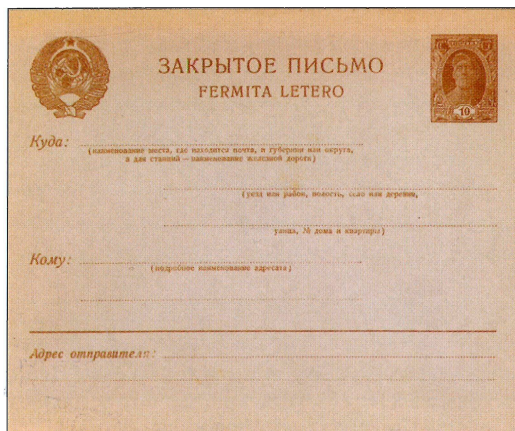 ЗАКРЫТОЕ ПИСЬМО
FERMITA LETERO
10
Куда:
(наименование места, где находится почта, и губернии или округа,
а для станций — наименование железной дороги)
(уезд или район, волость, село или деревня,
улица, № дома и квартиры)
Кому:
(подробное наименование адресата)
Адрес отправителя: